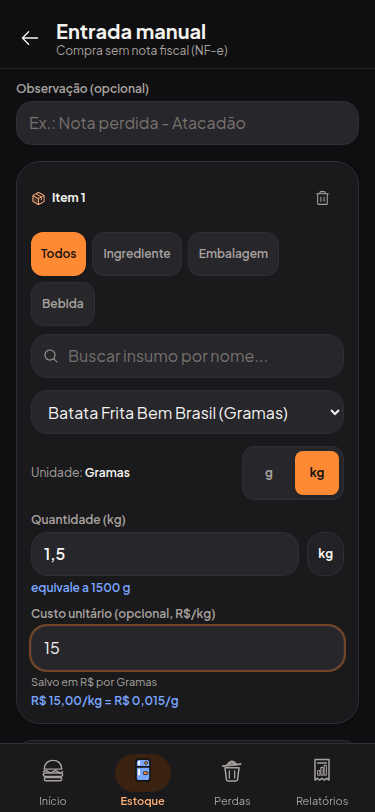 Entrada manual
Compra sem nota fiscal (NF-e)
Observação (opcional)
Ex.: Nota perdida - Atacadão
Item 1
Todos
Ingrediente
Embalagem
Bebida
Buscar insumo por nome...
Batata Frita Bem Brasil (Gramas)
Unidade: Gramas
g
kg
Quantidade (kg)
1,5
kg
equivale a 1500 g
Custo unitário (opcional, R$/kg)
15
Salvo em R$ por Gramas
R$ 15,00/kg = R$ 0,015/g
Início
Estoque
Perdas
Relatórios